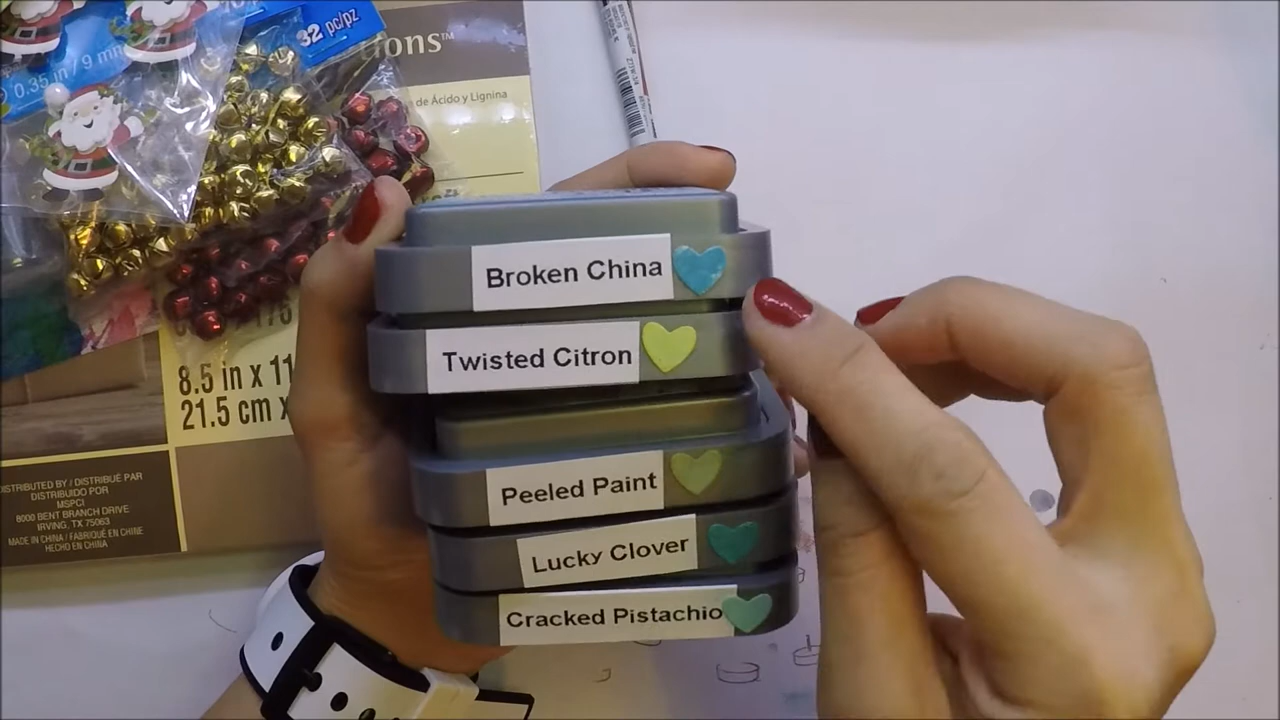 32 pc/pz
0.35 in / 9 mm
ions™
de Ácido y Lignina
8.5 in x 11
21.5 cm x
DISTRIBUTED BY / DISTRIBUÉ PAR
DISTRIBUIDO POR
MSPCI
8000 BENT BRANCH DRIVE
IRVING, TX 75063
MADE IN CHINA / FABRIQUÉ EN CHINE
HECHO EN CHINA
Broken China
Twisted Citron
Peeled Paint
Lucky Clover
Cracked Pistachio